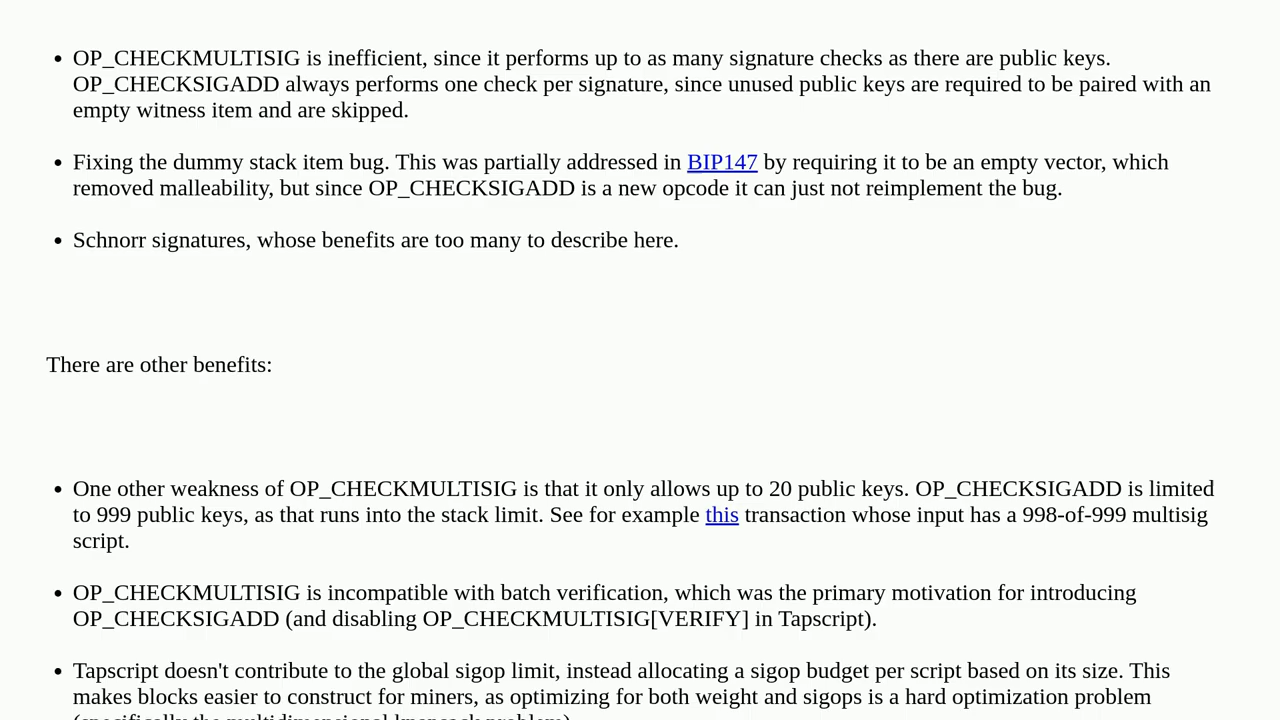 • OP_CHECKMULTISIG is inefficient, since it performs up to as many signature checks as there are public keys.
OP_CHECKSIGADD always performs one check per signature, since unused public keys are required to be paired with an
empty witness item and are skipped.
• Fixing the dummy stack item bug. This was partially addressed in BIP147 by requiring it to be an empty vector, which
removed malleability, but since OP_CHECKSIGADD is a new opcode it can just not reimplement the bug.
• Schnorr signatures, whose benefits are too many to describe here.
There are other benefits:
• One other weakness of OP_CHECKMULTISIG is that it only allows up to 20 public keys. OP_CHECKSIGADD is limited
to 999 public keys, as that runs into the stack limit. See for example this transaction whose input has a 998-of-999 multisig
script.
• OP_CHECKMULTISIG is incompatible with batch verification, which was the primary motivation for introducing
OP_CHECKSIGADD (and disabling OP_CHECKMULTISIG[VERIFY] in Tapscript).
• Tapscript doesn't contribute to the global sigop limit, instead allocating a sigop budget per script based on its size. This
makes blocks easier to construct for miners, as optimizing for both weight and sigops is a hard optimization problem
(specifically the multidimensional knapsack problem).